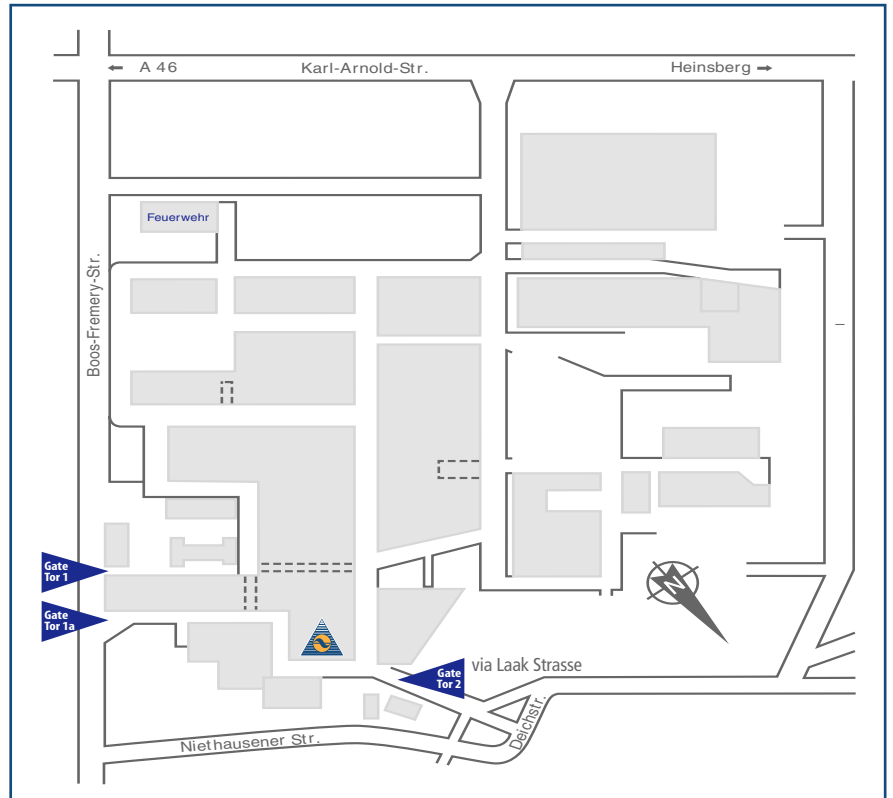 ← A 46
Karl-Arnold-Str.
Heinsberg →
Feuerwehr
Boos-Fremery-Str.
Gate
Tor 1
Gate
Tor 1a
via Laak Strasse
Gate
Tor 2
Deichstr.
Niethausener Str.
N